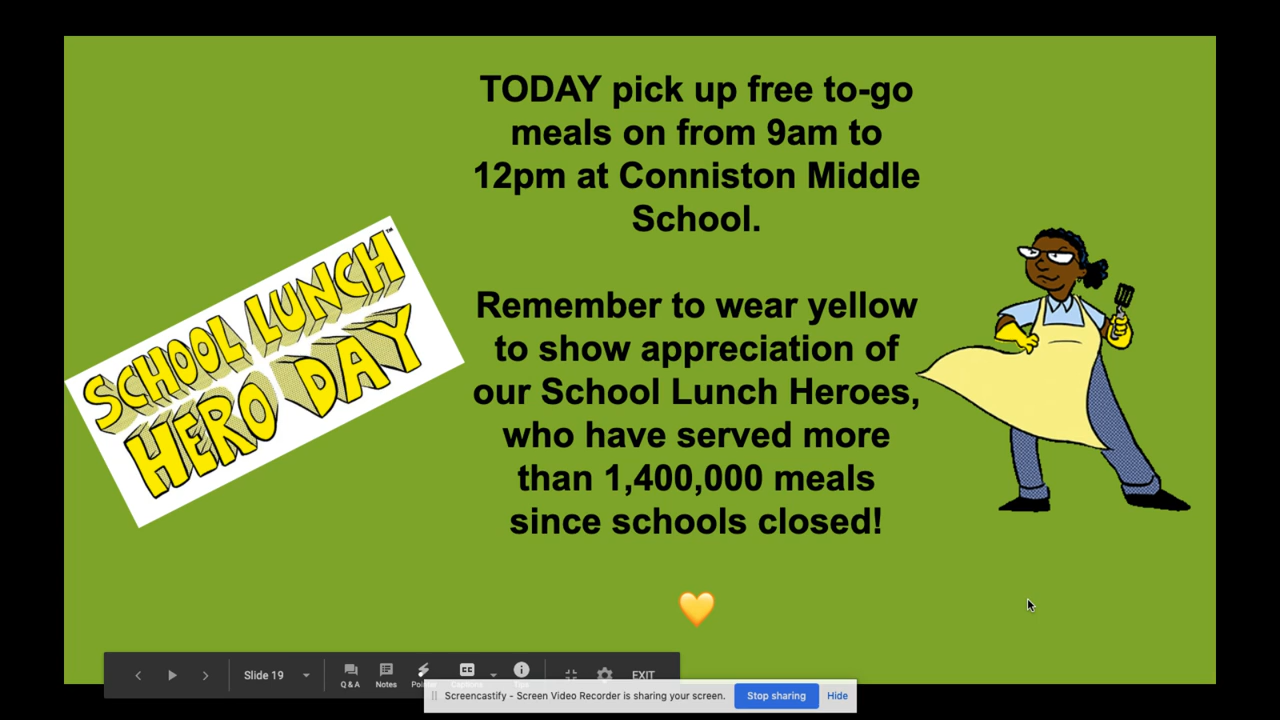 TODAY pick up free to-go
meals on from 9am to
12pm at Conniston Middle
School.
SCHOOL LUNCH™
HERO DAY
Remember to wear yellow
to show appreciation of
our School Lunch Heroes,
who have served more
than 1,400,000 meals
since schools closed!
Slide 19
Q & A
Notes
CC
EXIT
Screencastify - Screen Video Recorder is sharing your screen.
Stop sharing
Hide